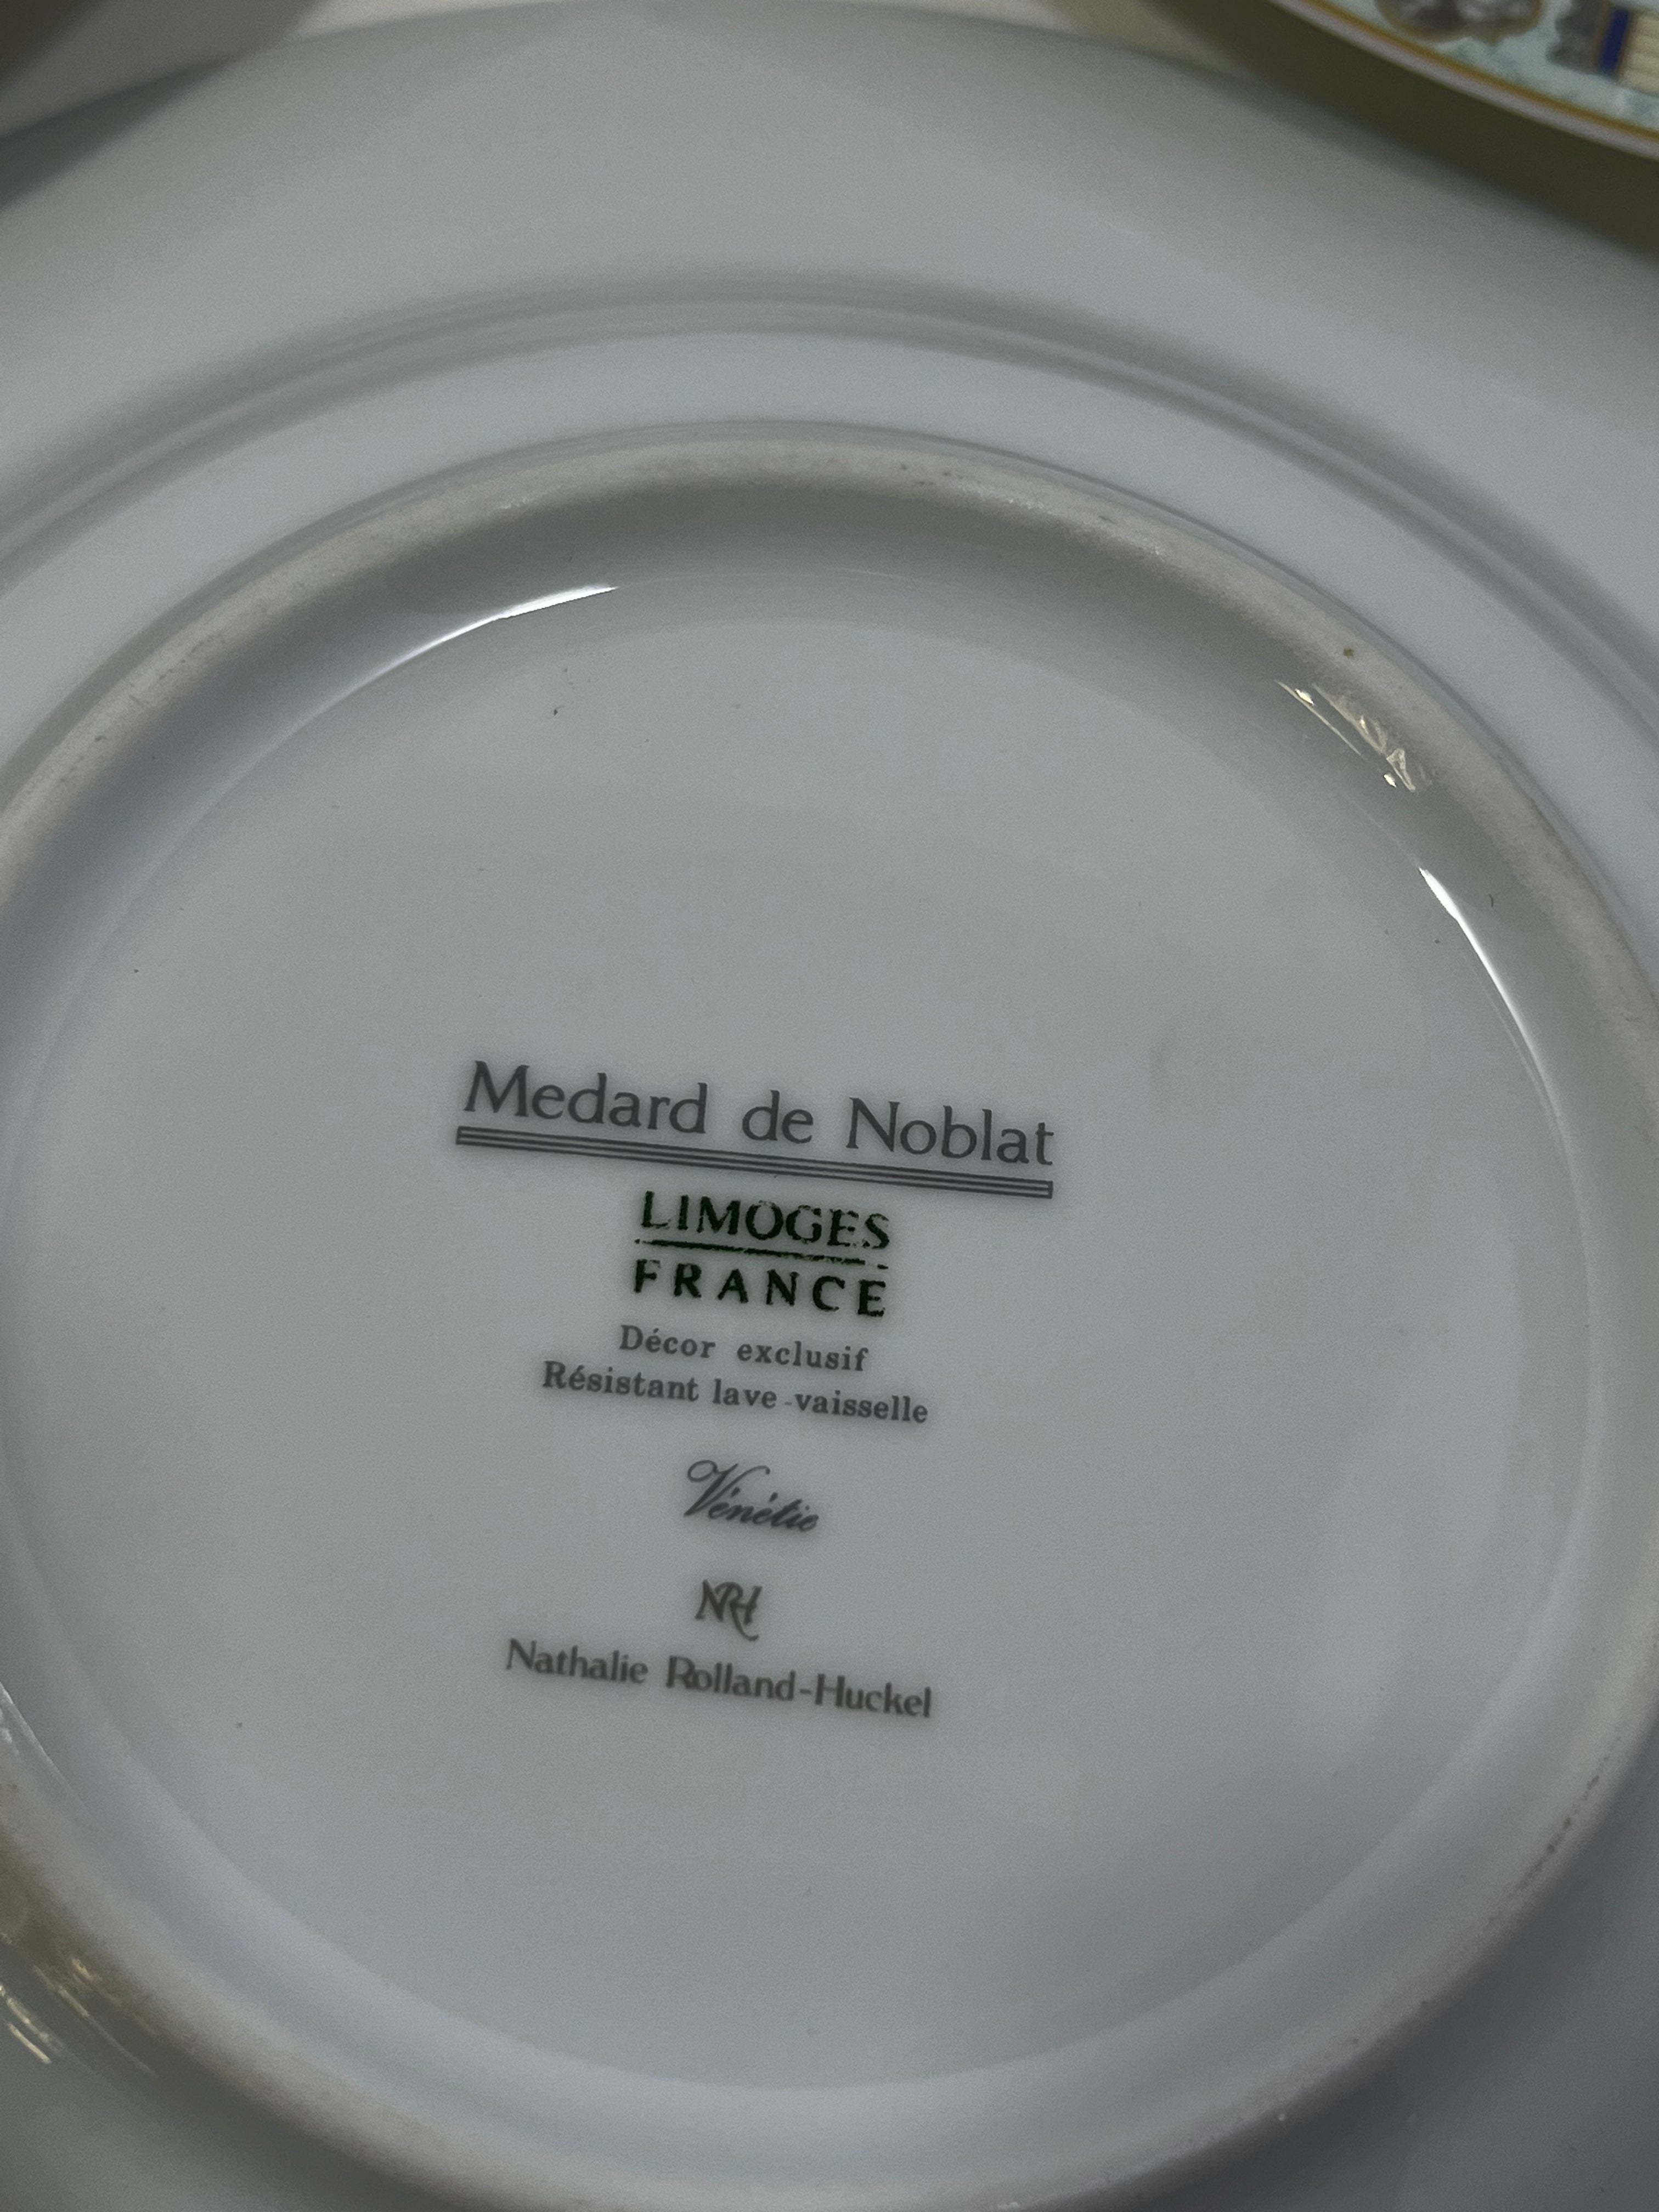 Medard de Noblat
LIMOGES
FRANCE
Décor exclusif
Résistant lave-vaisselle
Vénétie
NRH
Nathalie Rolland-Huckel